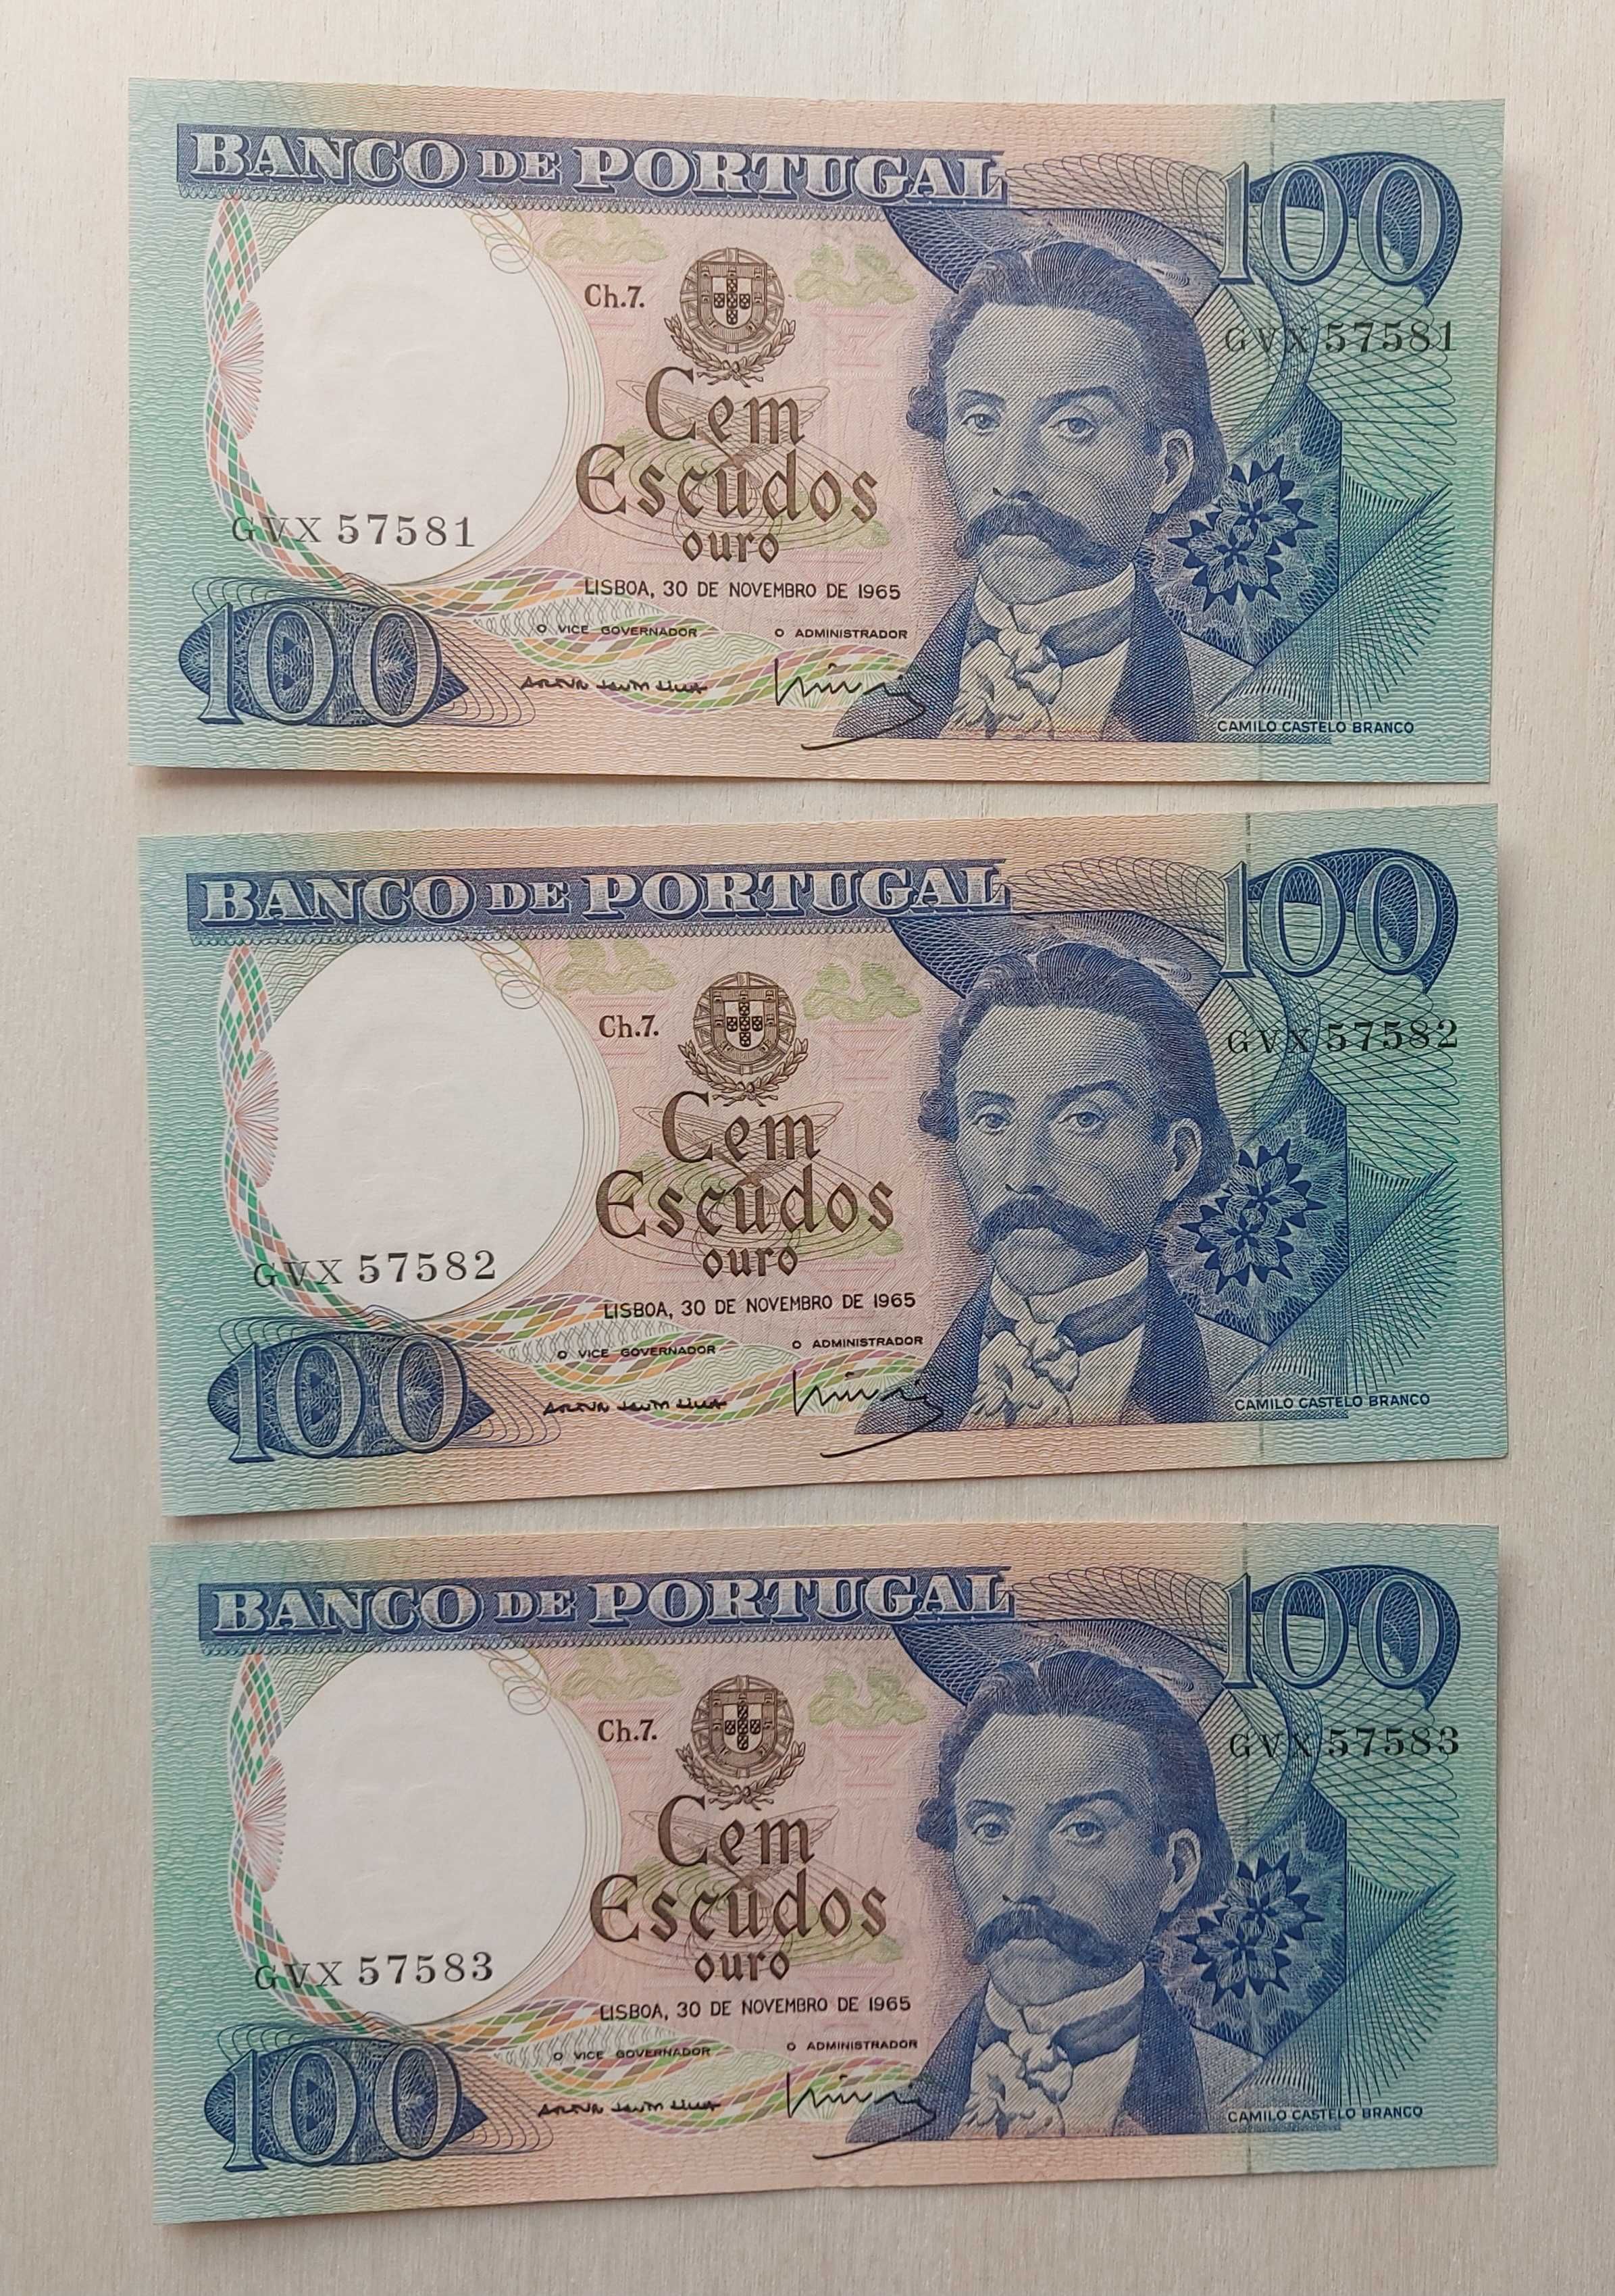 BANCO DE PORTUGAL
100
Ch.7.
GVX 57581
Cem
Escudos
ouro
GVX 57581
LISBOA, 30 DE NOVEMBRO DE 1965
O VICE GOVERNADOR O ADMINISTRADOR
100
CAMILO CASTELO BRANCO
BANCO DE PORTUGAL
100
Ch.7.
GVX 57582
Cem
Escudos
ouro
GVX 57582
LISBOA, 30 DE NOVEMBRO DE 1965
O VICE GOVERNADOR O ADMINISTRADOR
100
CAMILO CASTELO BRANCO
BANCO DE PORTUGAL
100
Ch.7.
GVX 57583
Cem
Escudos
ouro
GVX 57583
LISBOA, 30 DE NOVEMBRO DE 1965
O VICE GOVERNADOR O ADMINISTRADOR
100
CAMILO CASTELO BRANCO